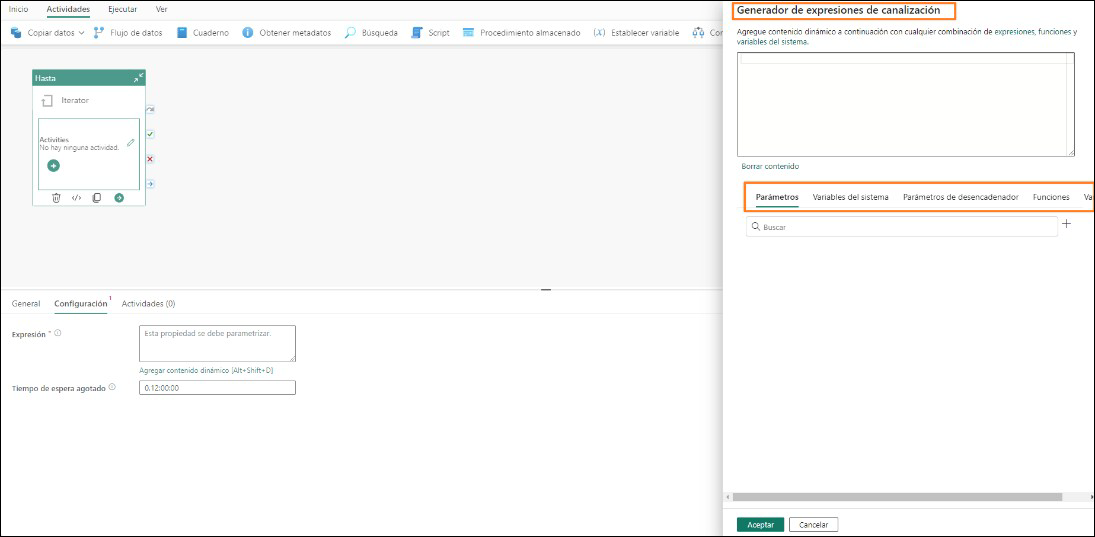 Inicio Actividades Ejecutar Ver
Copiar datos Flujo de datos Cuaderno Obtener metadatos Búsqueda Script Procedimiento almacenado (x) Establecer variable
Hasta
Iterator
Activities
No hay ninguna actividad.
General Configuración 1 Actividades (0)
Expresión *
Esta propiedad se debe parametrizar.
Agregar contenido dinámico [Alt+Shift+D]
Tiempo de espera agotado
0.12:00:00
Generador de expresiones de canalización
Agregue contenido dinámico a continuación con cualquier combinación de expresiones, funciones y
variables del sistema.
Borrar contenido
Parámetros Variables del sistema Parámetros de desencadenador Funciones
Buscar
Aceptar Cancelar